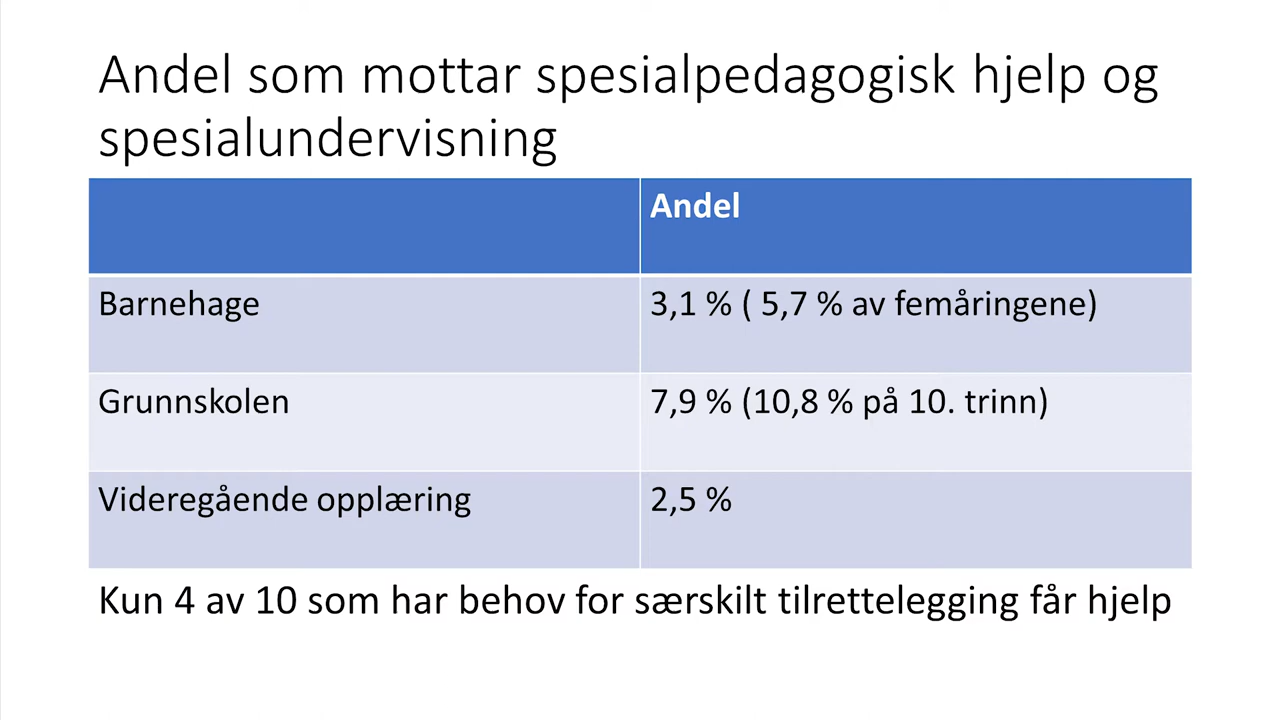 Andel som mottar spesialpedagogisk hjelp og
spesialundervisning
Andel
Barnehage 3,1 % ( 5,7 % av femåringene)
Grunnskolen 7,9 % (10,8 % på 10. trinn)
Videregående opplæring 2,5 %
Kun 4 av 10 som har behov for særskilt tilrettelegging får hjelp